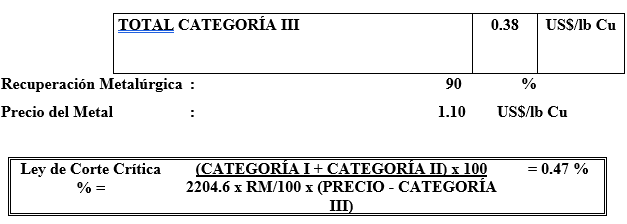 TOTAL CATEGORÍA III 0.38 US$/lb Cu
Recuperación Metalúrgica : 90 %
Precio del Metal : 1.10 US$/lb Cu
Ley de Corte Crítica (CATEGORÍA I + CATEGORÍA II) x 100 = 0.47 %
% = 2204.6 x RM/100 x (PRECIO - CATEGORÍA
III)